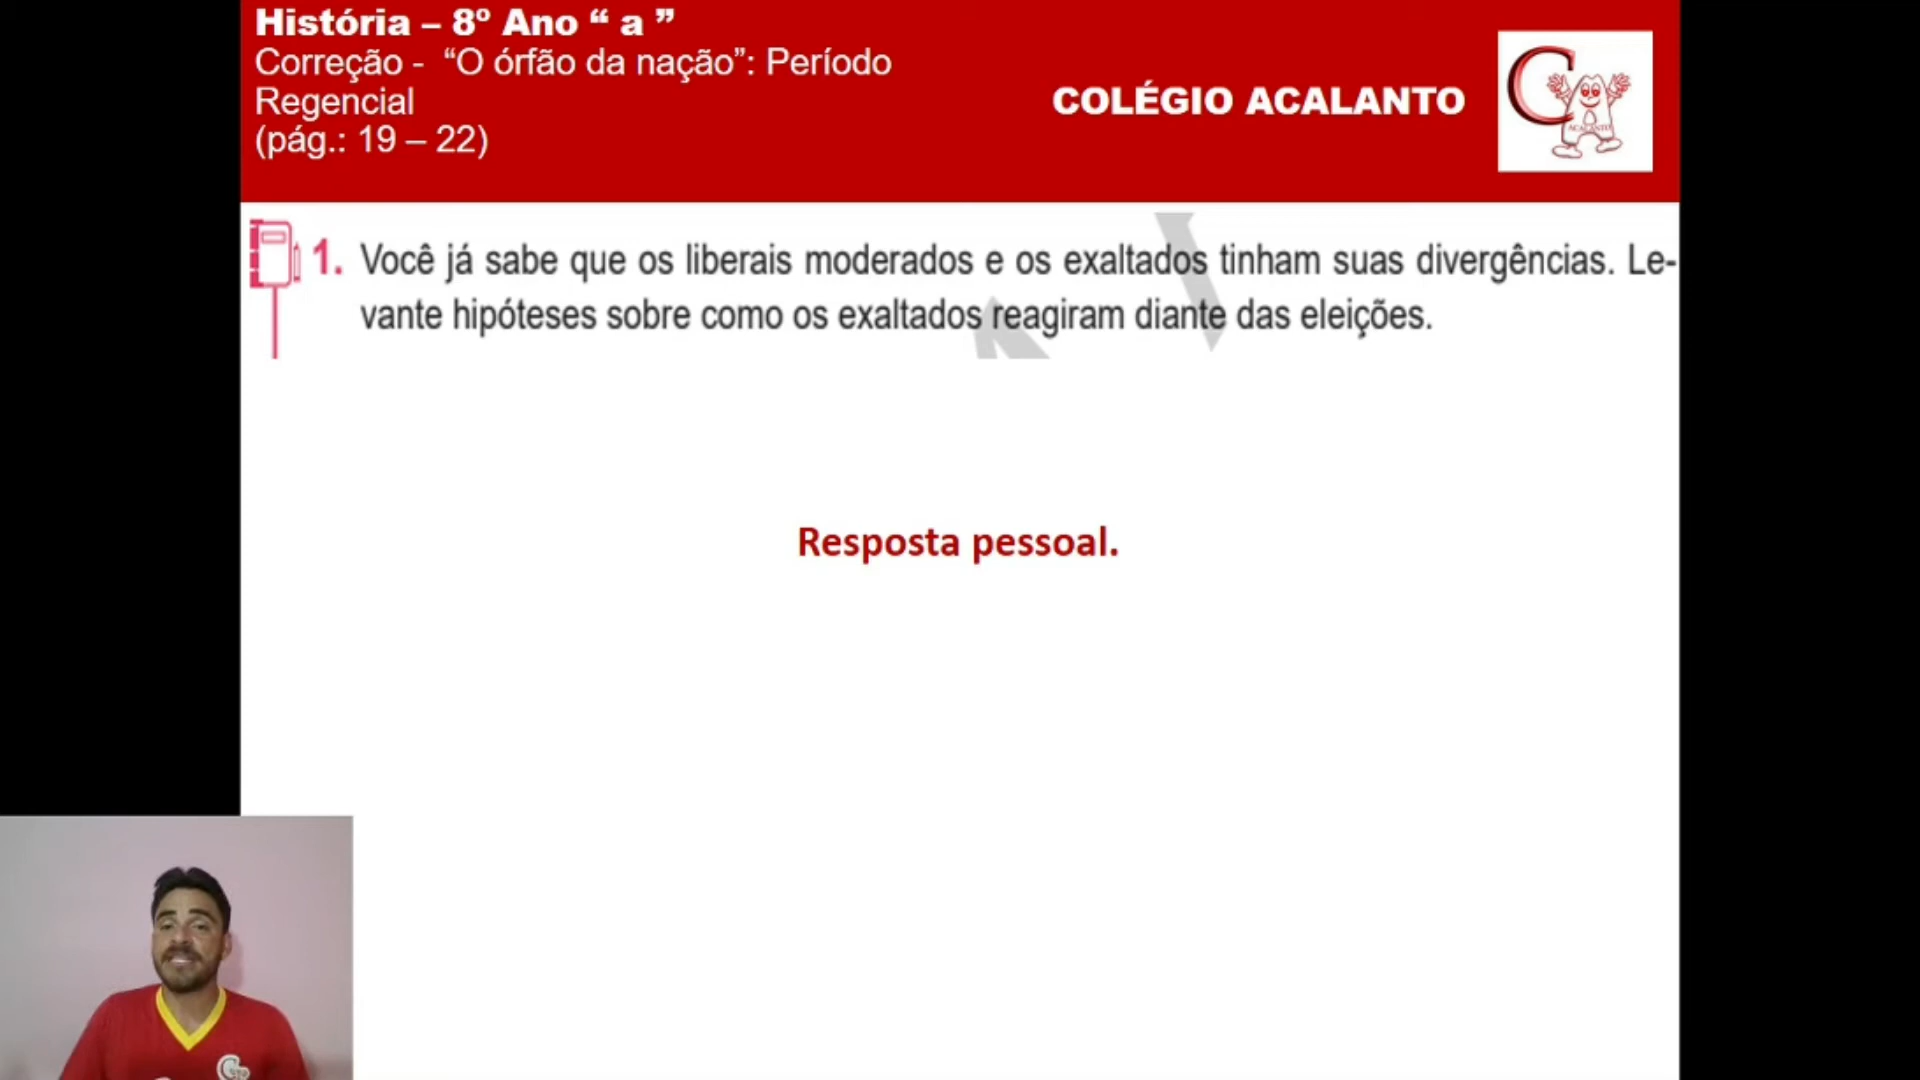 História – 8º Ano “ a ”
Correção - “O órfão da nação”: Período
Regencial
(pág.: 19 – 22)
COLÉGIO ACALANTO
ACALANTO
1. Você já sabe que os liberais moderados e os exaltados tinham suas divergências. Le-
vante hipóteses sobre como os exaltados reagiram diante das eleições.
Resposta pessoal.